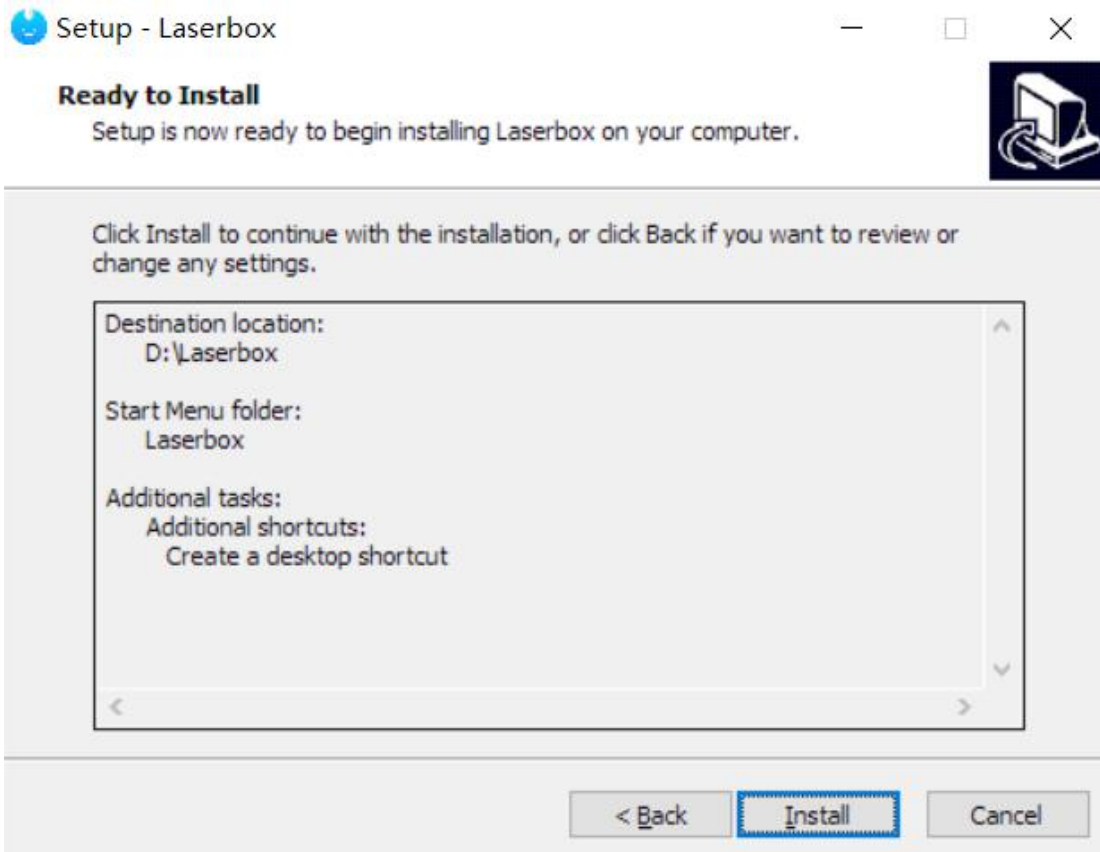 Setup - Laserbox
Ready to Install
Setup is now ready to begin installing Laserbox on your computer.
Click Install to continue with the installation, or click Back if you want to review or
change any settings.
Destination location:
D:\Laserbox
Start Menu folder:
Laserbox
Additional tasks:
Additional shortcuts:
Create a desktop shortcut
< Back Install Cancel